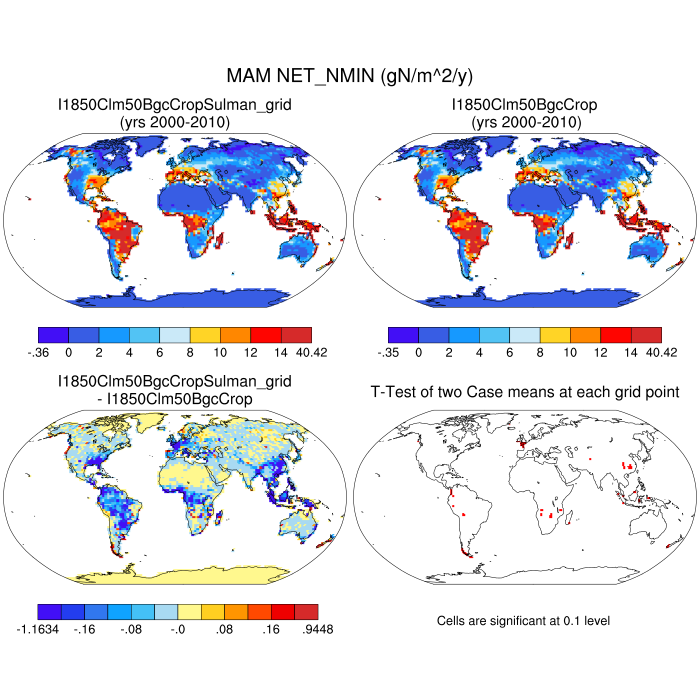 MAM NET_NMIN (gN/m^2/y)
I1850Clm50BgcCropSulman_grid
(yrs 2000-2010)
I1850Clm50BgcCrop
(yrs 2000-2010)
-.36 0 2 4 6 8 10 12 14 40.42
-.35 0 2 4 6 8 10 12 14 40.42
I1850Clm50BgcCropSulman_grid
- I1850Clm50BgcCrop
T-Test of two Case means at each grid point
-1.1634 -.16 -.08 -.0 .08 .16 .9448
Cells are significant at 0.1 level